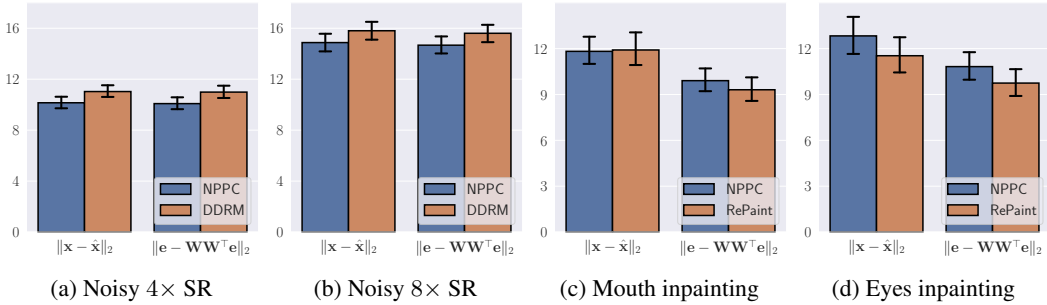 16
12
8
4
0
‖x − x̂‖₂
‖e − WW⊤e‖₂
NPPC
DDRM
(a) Noisy 4× SR
16
12
8
4
0
‖x − x̂‖₂
‖e − WW⊤e‖₂
NPPC
DDRM
(b) Noisy 8× SR
12
9
6
3
0
‖x − x̂‖₂
‖e − WW⊤e‖₂
NPPC
RePaint
(c) Mouth inpainting
12
9
6
3
0
‖x − x̂‖₂
‖e − WW⊤e‖₂
NPPC
RePaint
(d) Eyes inpainting